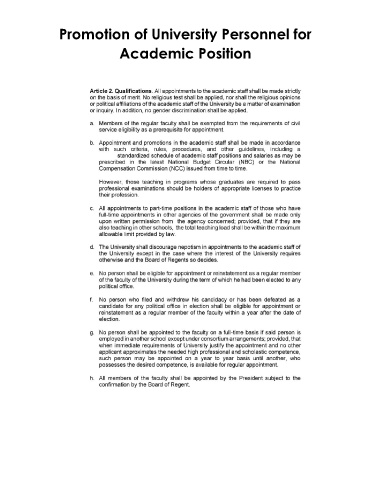 Promotion of University Personnel for
Academic Position
Article 2. Qualifications. All appointments to the academic staff shall be made strictly
on the basis of merit. No religious test shall be applied, nor shall the religious opinions
or political affiliations of the academic staff of the University be a matter of examination
or inquiry. In addition, no gender discrimination shall be applied.
a. Members of the regular faculty shall be exempted from the requirements of civil
service eligibility as a prerequisite for appointment.
b. Appointment and promotions in the academic staff shall be made in accordance
with such criteria, rules, procedures, and other guidelines, including a
standardized schedule of academic staff positions and salaries as may be
prescribed in the latest National Budget Circular (NBC) or the National
Compensation Commission (NCC) issued from time to time.
However, those teaching in programs whose graduates are required to pass
professional examinations should be holders of appropriate licenses to practice
their profession.
c. All appointments to part-time positions in the academic staff of those who have
full-time appointments in other agencies of the government shall be made only
upon written permission from the agency concerned; provided, that if they are
also teaching in other schools, the total teaching load shall be within the maximum
allowable limit provided by law.
d. The University shall discourage nepotism in appointments to the academic staff of
the University except in the case where the interest of the University requires
otherwise and the Board of Regents so decides.
e. No person shall be eligible for appointment or reinstatement as a regular member
of the faculty of the University during the term of which he had been elected to any
political office.
f. No person who filed and withdrew his candidacy or has been defeated as a
candidate for any political office in election shall be eligible for appointment or
reinstatement as a regular member of the faculty within a year after the date of
election.
g. No person shall be appointed to the faculty on a full-time basis if said person is
employed in another school except under consortium arrangements; provided, that
when immediate requirements of University justify the appointment and no other
applicant approximates the needed high professional and scholastic competence,
such person may be appointed on a year to year basis until another, who
possesses the desired competence, is available for regular appointment.
h. All members of the faculty shall be appointed by the President subject to the
confirmation by the Board of Regent.